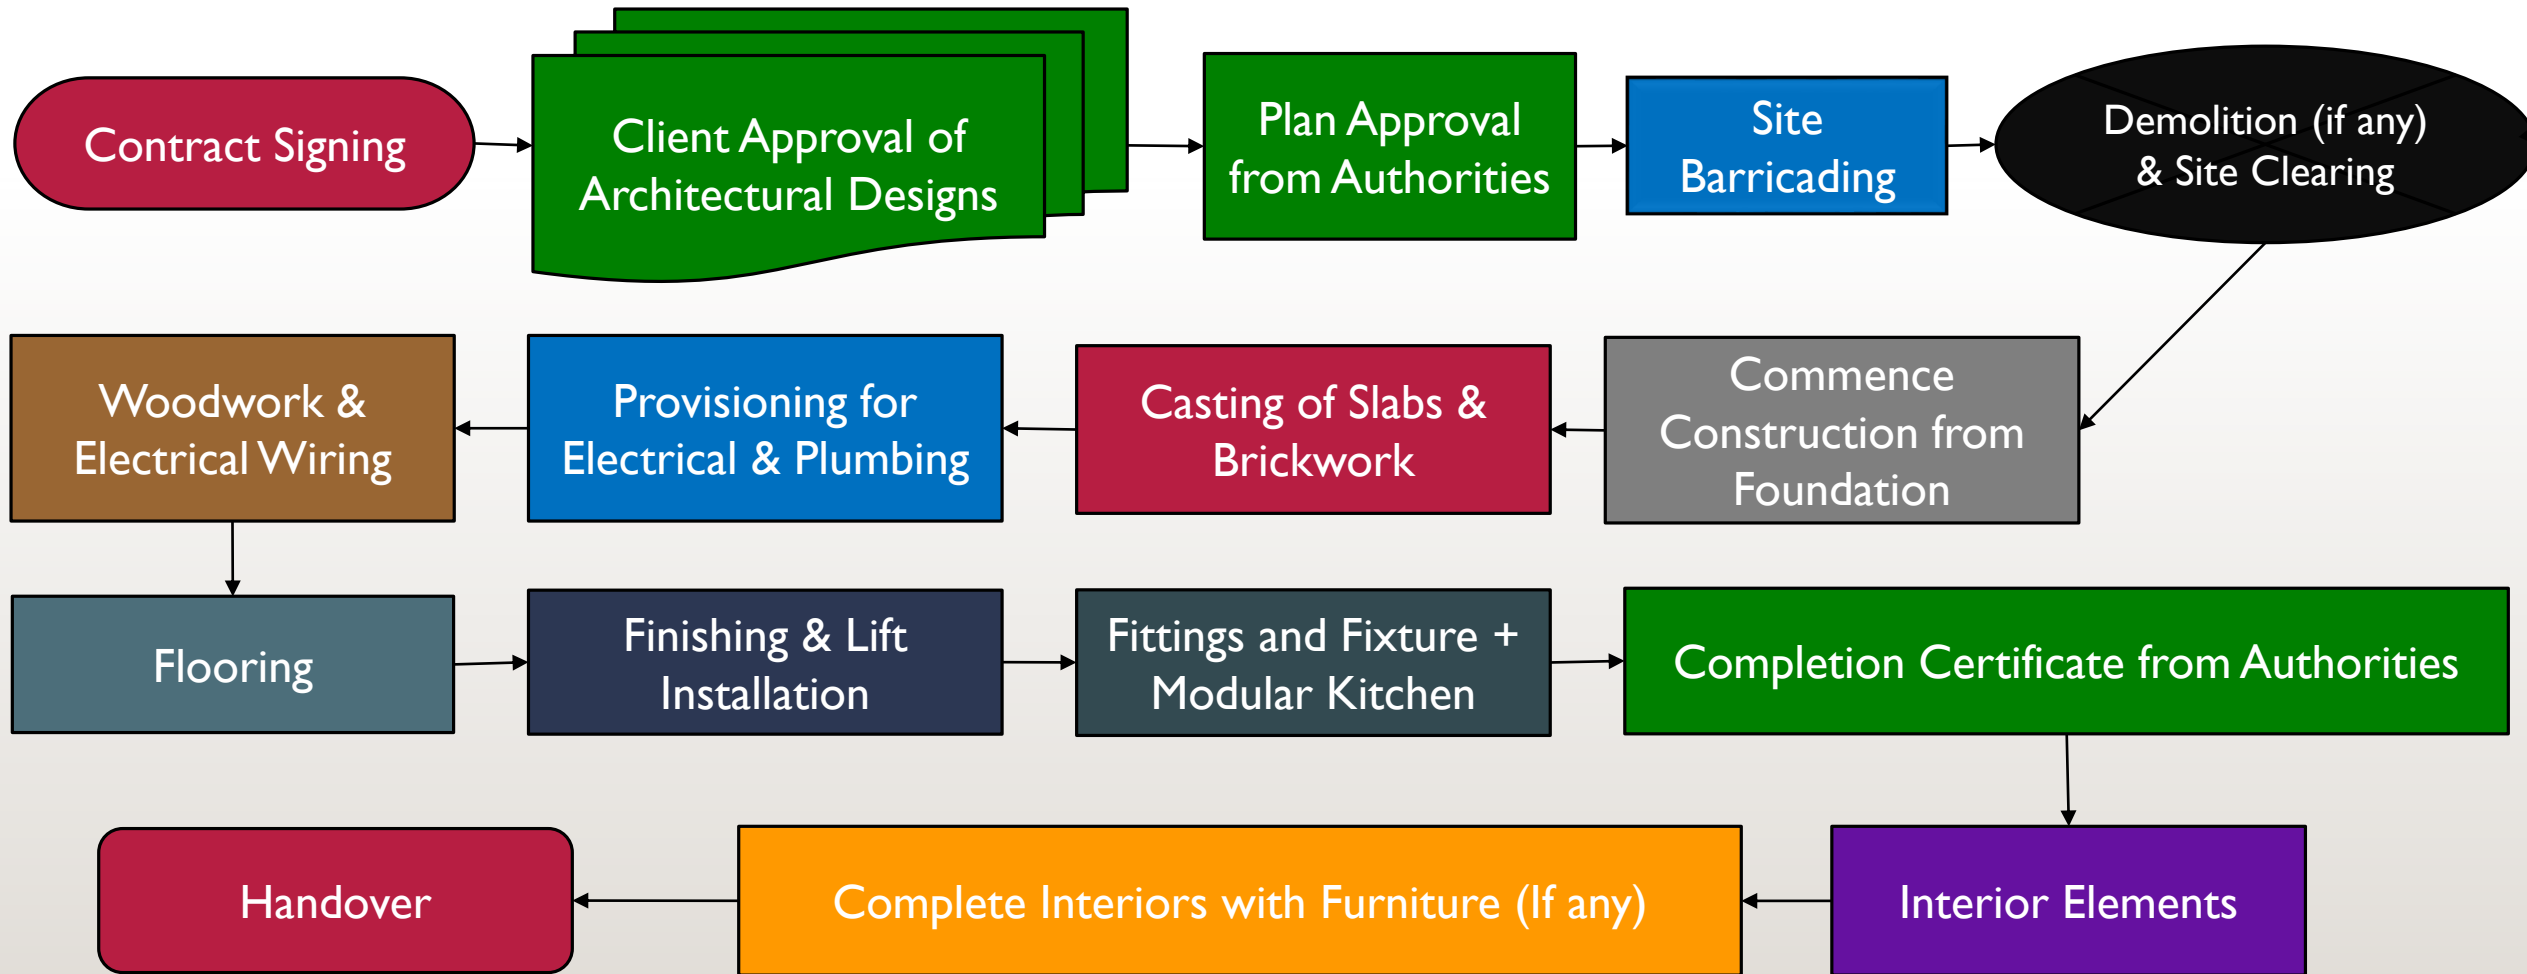 Contract Signing
Client Approval of
Architectural Designs
Plan Approval
from Authorities
Site
Barricading
Demolition (if any)
& Site Clearing
Commence
Construction from
Foundation
Casting of Slabs &
Brickwork
Provisioning for
Electrical & Plumbing
Woodwork &
Electrical Wiring
Flooring
Finishing & Lift
Installation
Fittings and Fixture +
Modular Kitchen
Completion Certificate from Authorities
Interior Elements
Complete Interiors with Furniture (If any)
Handover